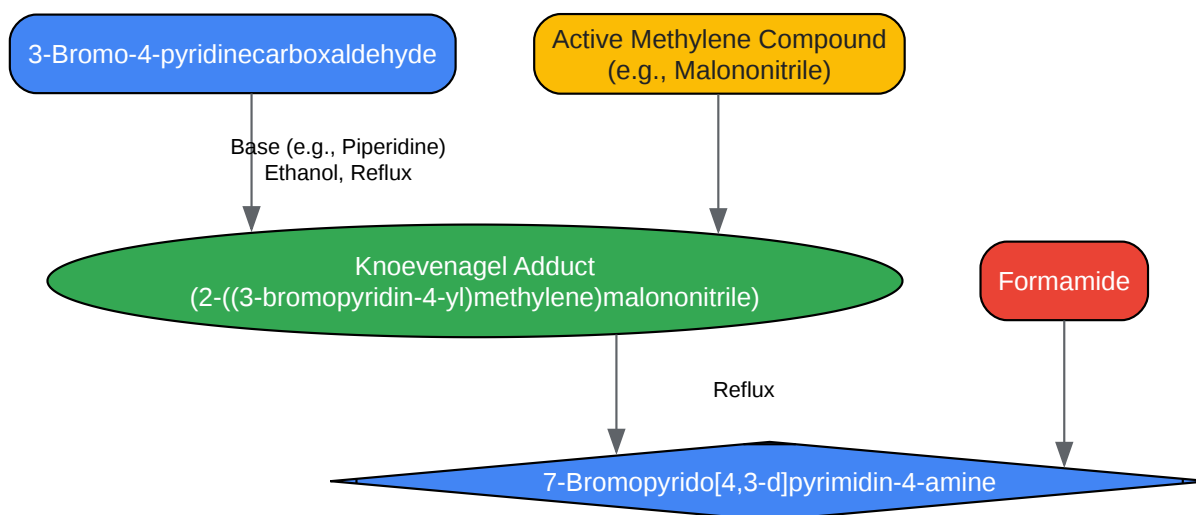 3-Bromo-4-pyridinecarboxaldehyde
Active Methylene Compound
(e.g., Malononitrile)
Base (e.g., Piperidine)
Ethanol, Reflux
Knoevenagel Adduct
(2-((3-bromopyridin-4-yl)methylene)malononitrile)
Formamide
Reflux
7-Bromopyrido[4,3-d]pyrimidin-4-amine